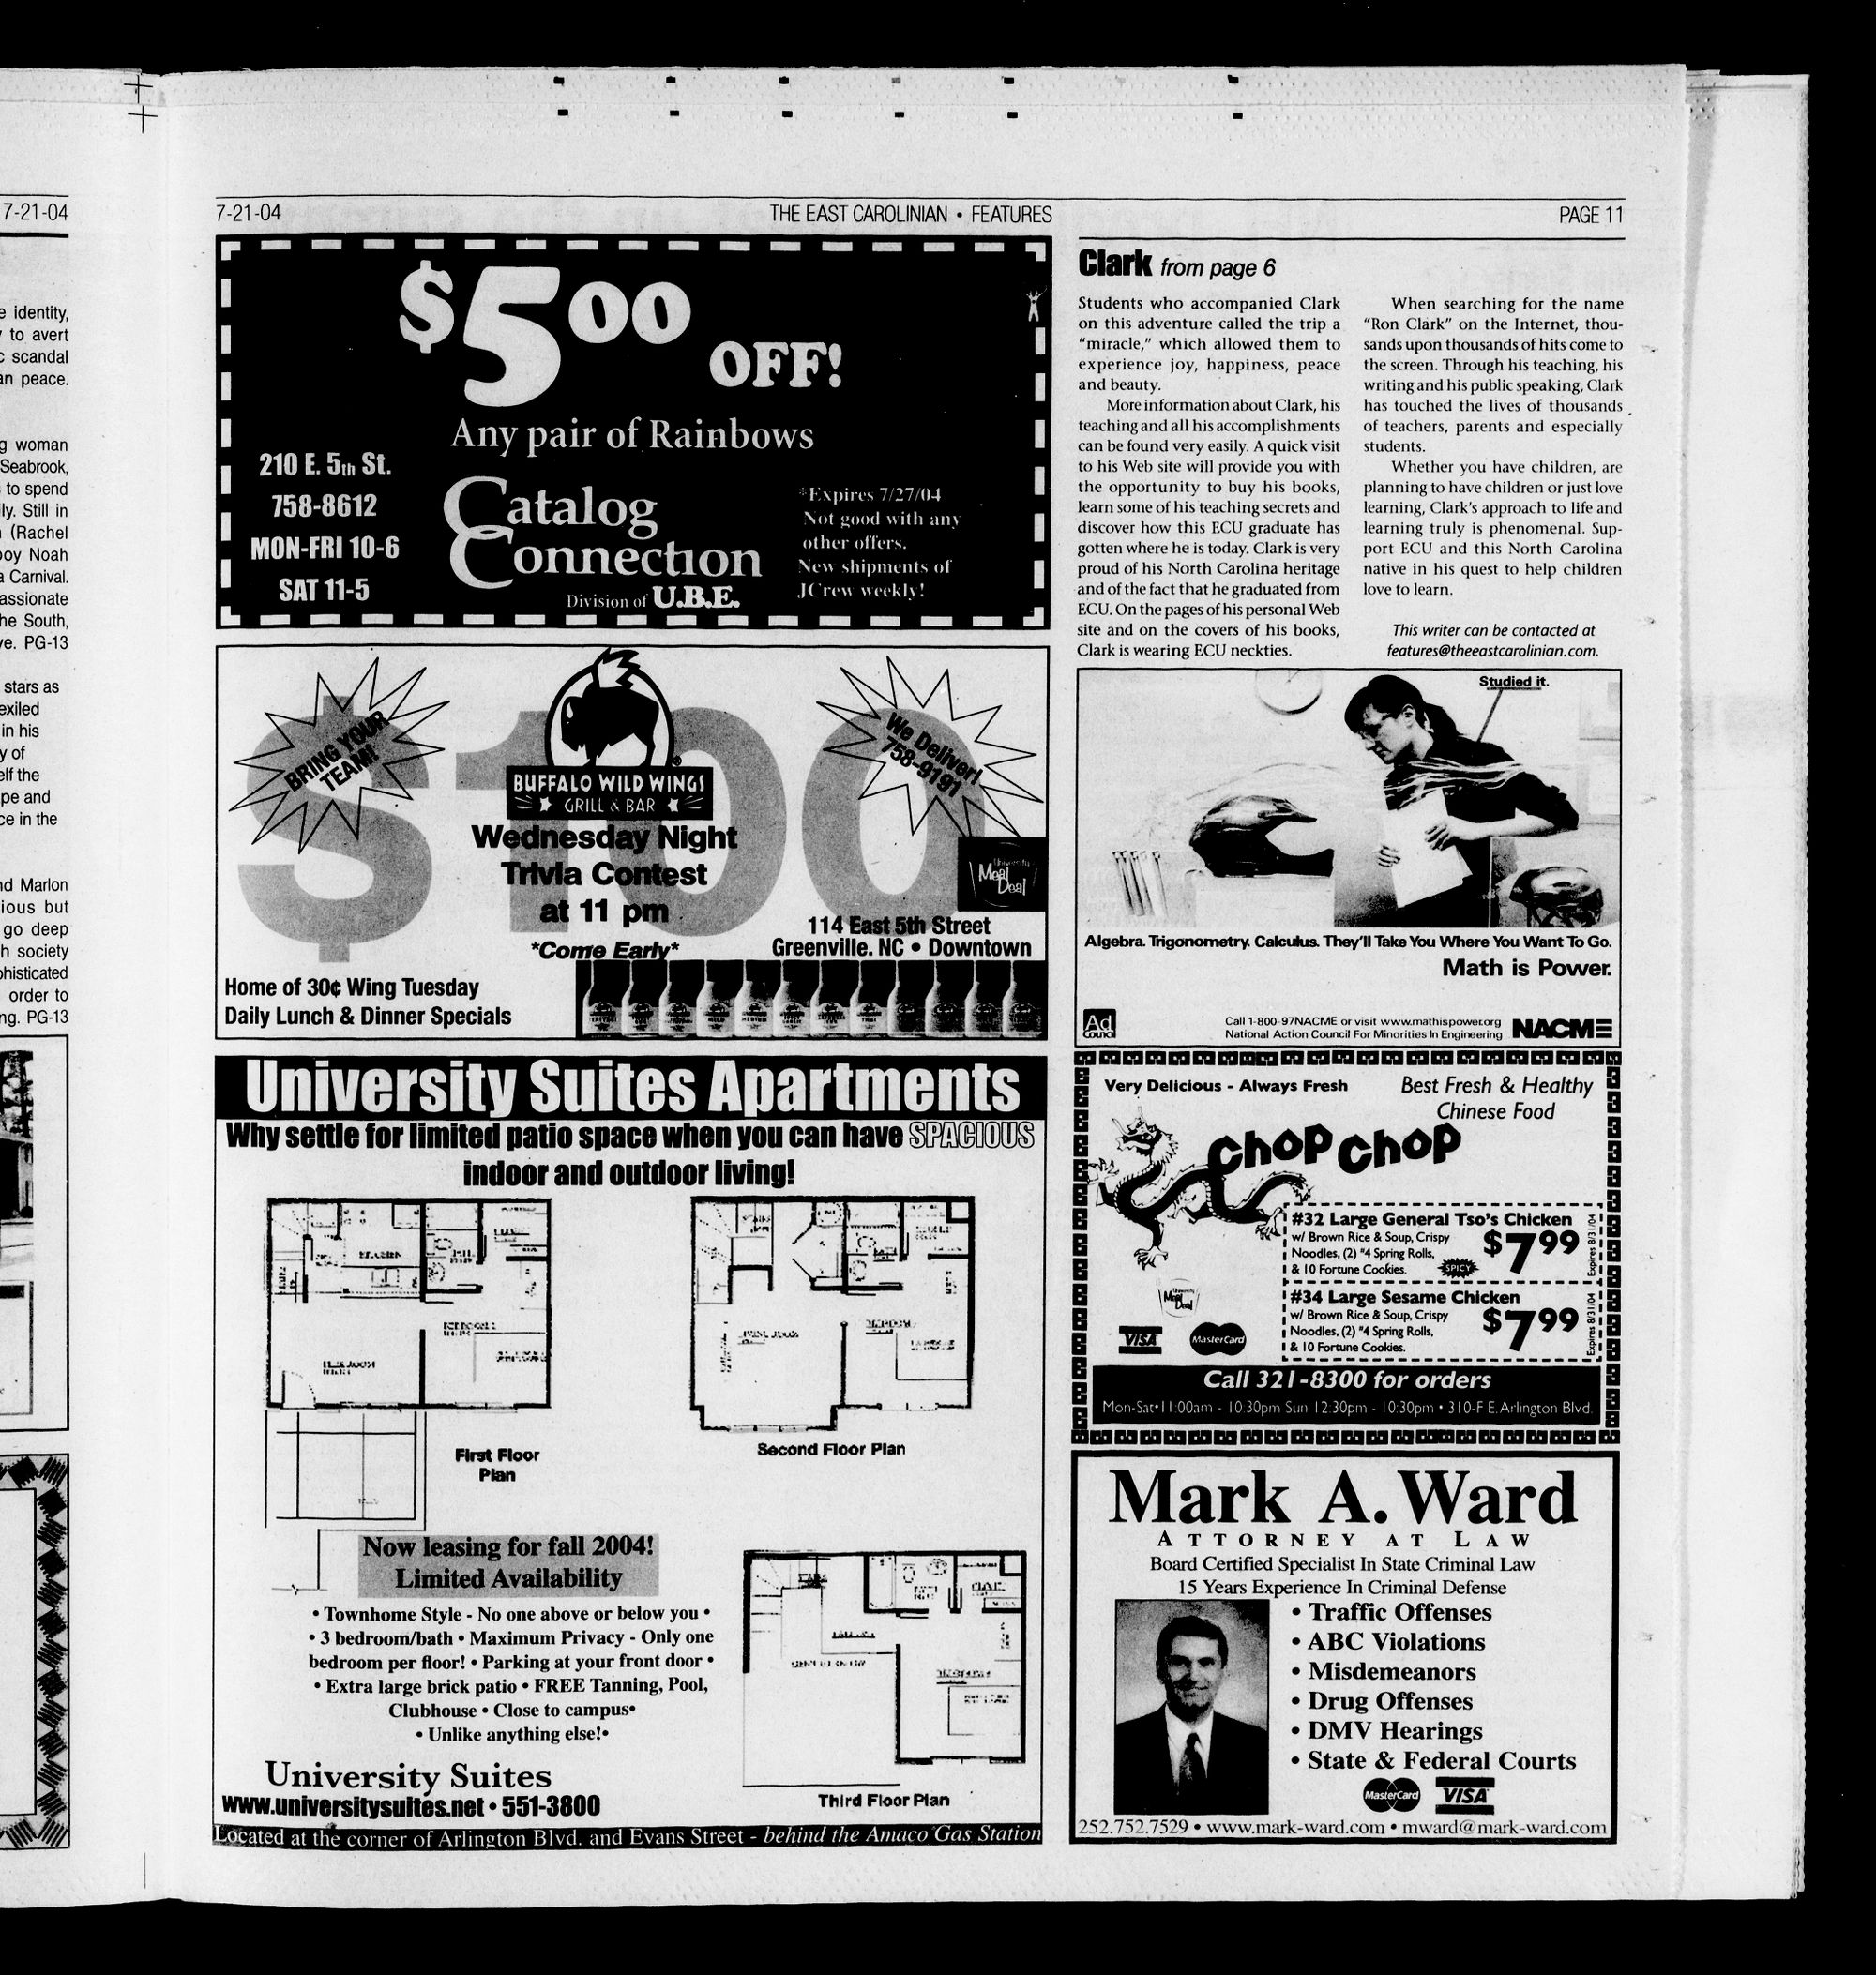 7-21-04
e identity,
to avert
scandal
an peace.
g woman
Seabrook,
to spend
ly. Still in
(Rachel
boy Noah
a Carnival.
assionate
he South,
ve. PG-13
stars as
exiled
in his
y of
elf the
ape and
ce in the
nd Marlon
ious but
go deep
h society
phisticated
order to
ng. PG-13
7-21-04
THE EAST CAROLINIAN • FEATURES
PAGE 11
$5.00
OFF!
Any pair of Rainbows
210 E. 5th St.
758-8612
MON-FRI 10-6
SAT 11-5
Catalog
Connection
Division of U.B.E.
*Expires 7/27/04
Not good with any
other offers.
New shipments of
JCrew weekly!
$100
BRING YOUR
TEAM!
BUFFALO WILD WINGS
GRILL & BAR
We Deliver!
758-9191
Wednesday Night
Trivia Contest
at 11 pm
*Come Early*
University
Meal
Deal
114 East 5th Street
Greenville, NC • Downtown
Home of 30¢ Wing Tuesday
Daily Lunch & Dinner Specials
University Suites Apartments
Why settle for limited patio space when you can have SPACIOUS
indoor and outdoor living!
First Floor
Plan
Second Floor Plan
Now leasing for fall 2004!
Limited Availability
• Townhome Style - No one above or below you •
• 3 bedroom/bath • Maximum Privacy - Only one
bedroom per floor! • Parking at your front door •
• Extra large brick patio • FREE Tanning, Pool,
Clubhouse • Close to campus•
• Unlike anything else!•
Third Floor Plan
University Suites
www.universitysuites.net • 551-3800
Located at the corner of Arlington Blvd. and Evans Street - behind the Amaco Gas Station
Clark from page 6
Students who accompanied Clark
on this adventure called the trip a
“miracle,” which allowed them to
experience joy, happiness, peace
and beauty.
More information about Clark, his
teaching and all his accomplishments
can be found very easily. A quick visit
to his Web site will provide you with
the opportunity to buy his books,
learn some of his teaching secrets and
discover how this ECU graduate has
gotten where he is today. Clark is very
proud of his North Carolina heritage
and of the fact that he graduated from
ECU. On the pages of his personal Web
site and on the covers of his books,
Clark is wearing ECU neckties.
When searching for the name
“Ron Clark” on the Internet, thou-
sands upon thousands of hits come to
the screen. Through his teaching, his
writing and his public speaking, Clark
has touched the lives of thousands
of teachers, parents and especially
students.
Whether you have children, are
planning to have children or just love
learning, Clark’s approach to life and
learning truly is phenomenal. Sup-
port ECU and this North Carolina
native in his quest to help children
love to learn.
This writer can be contacted at
features@theeastcarolinian.com.
Studied it.
Algebra. Trigonometry. Calculus. They’ll Take You Where You Want To Go.
Math is Power.
Ad
Council
Call 1-800-97NACME or visit www.mathispower.org
National Action Council For Minorities In Engineering
NACME
Very Delicious - Always Fresh
Best Fresh & Healthy
Chinese Food
CHOP CHOP
#32 Large General Tso’s Chicken
w/ Brown Rice & Soup, Crispy
Noodles, (2) #4 Spring Rolls,
& 10 Fortune Cookies.
SPICY
$7.99
Expires 8/31/04
#34 Large Sesame Chicken
w/ Brown Rice & Soup, Crispy
Noodles, (2) #4 Spring Rolls,
& 10 Fortune Cookies.
$7.99
Expires 8/31/04
University
Meal
Deal
VISA
MasterCard
Call 321-8300 for orders
Mon-Sat•11:00am - 10:30pm Sun 12:30pm - 10:30pm • 310-F E. Arlington Blvd.
Mark A. Ward
ATTORNEY AT LAW
Board Certified Specialist In State Criminal Law
15 Years Experience In Criminal Defense
• Traffic Offenses
• ABC Violations
• Misdemeanors
• Drug Offenses
• DMV Hearings
• State & Federal Courts
MasterCard
VISA
252.752.7529 • www.mark-ward.com • mward@mark-ward.com